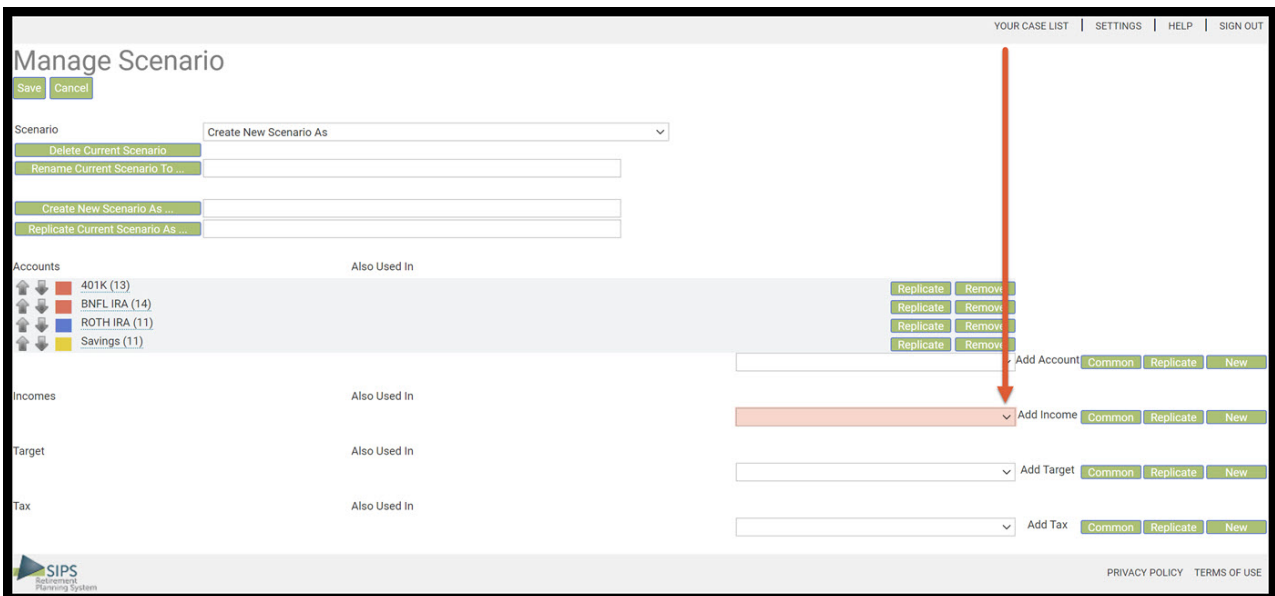 YOUR CASE LIST | SETTINGS | HELP | SIGN OUT
Manage Scenario
Save Cancel
Scenario Create New Scenario As
Delete Current Scenario
Rename Current Scenario To ...
Create New Scenario As ...
Replicate Current Scenario As ...
Accounts Also Used In
401K (13) Replicate Remove
BNFL IRA (14) Replicate Remove
ROTH IRA (11) Replicate Remove
Savings (11) Replicate Remove
Add Account Common Replicate New
Incomes Also Used In
Add Income Common Replicate New
Target Also Used In
Add Target Common Replicate New
Tax Also Used In
Add Tax Common Replicate New
SIPS
Retirement
Planning System
PRIVACY POLICY TERMS OF USE